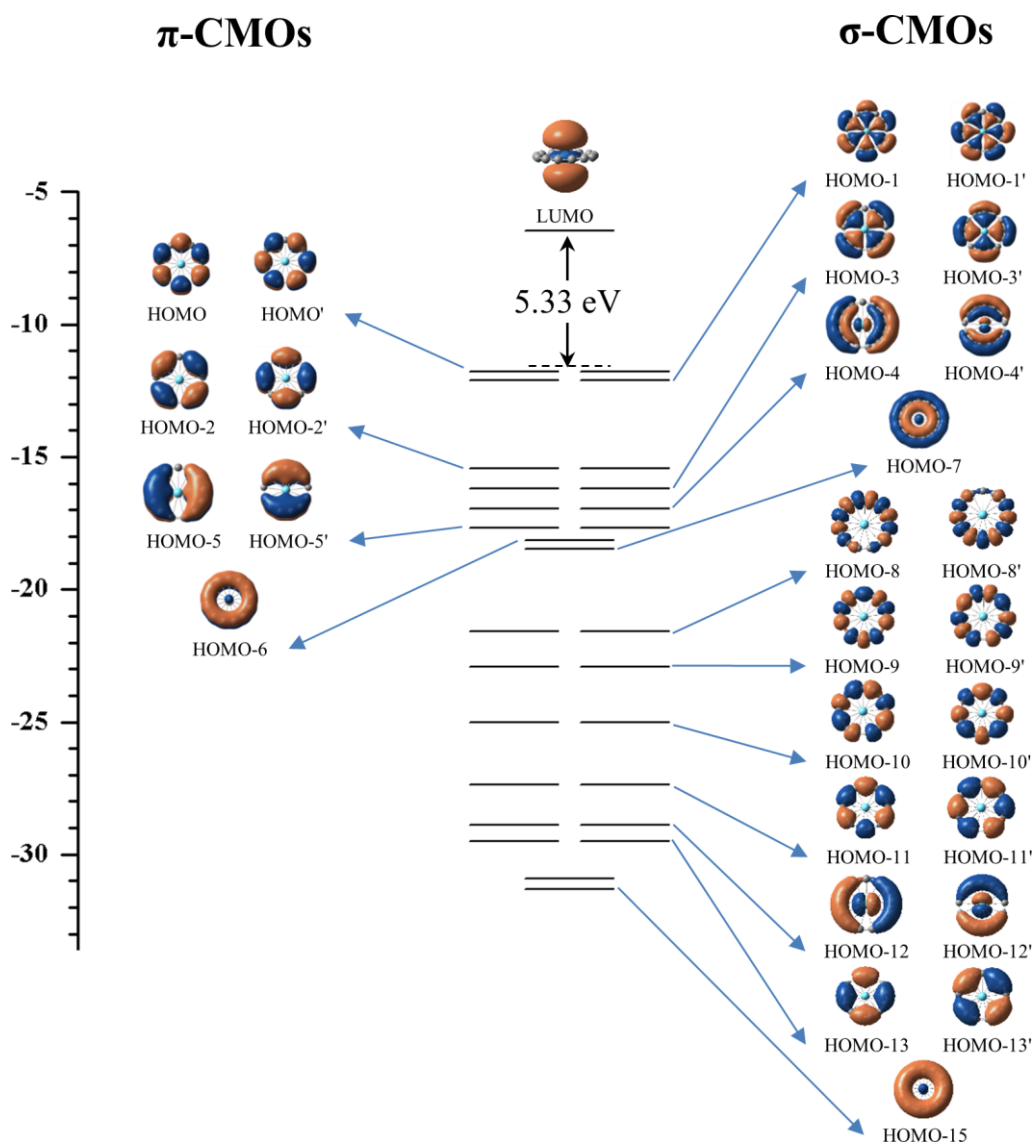 π-CMOs
σ-CMOs
HOMO-1 HOMO-1'
-5
LUMO
HOMO-3 HOMO-3'
HOMO HOMO'
5.33 eV
-10
HOMO-4 HOMO-4'
HOMO-2 HOMO-2'
-15
HOMO-7
HOMO-5 HOMO-5'
HOMO-8 HOMO-8'
-20
HOMO-6
HOMO-9 HOMO-9'
-25
HOMO-10 HOMO-10'
-30
HOMO-11 HOMO-11'
HOMO-12 HOMO-12'
HOMO-13 HOMO-13'
HOMO-15